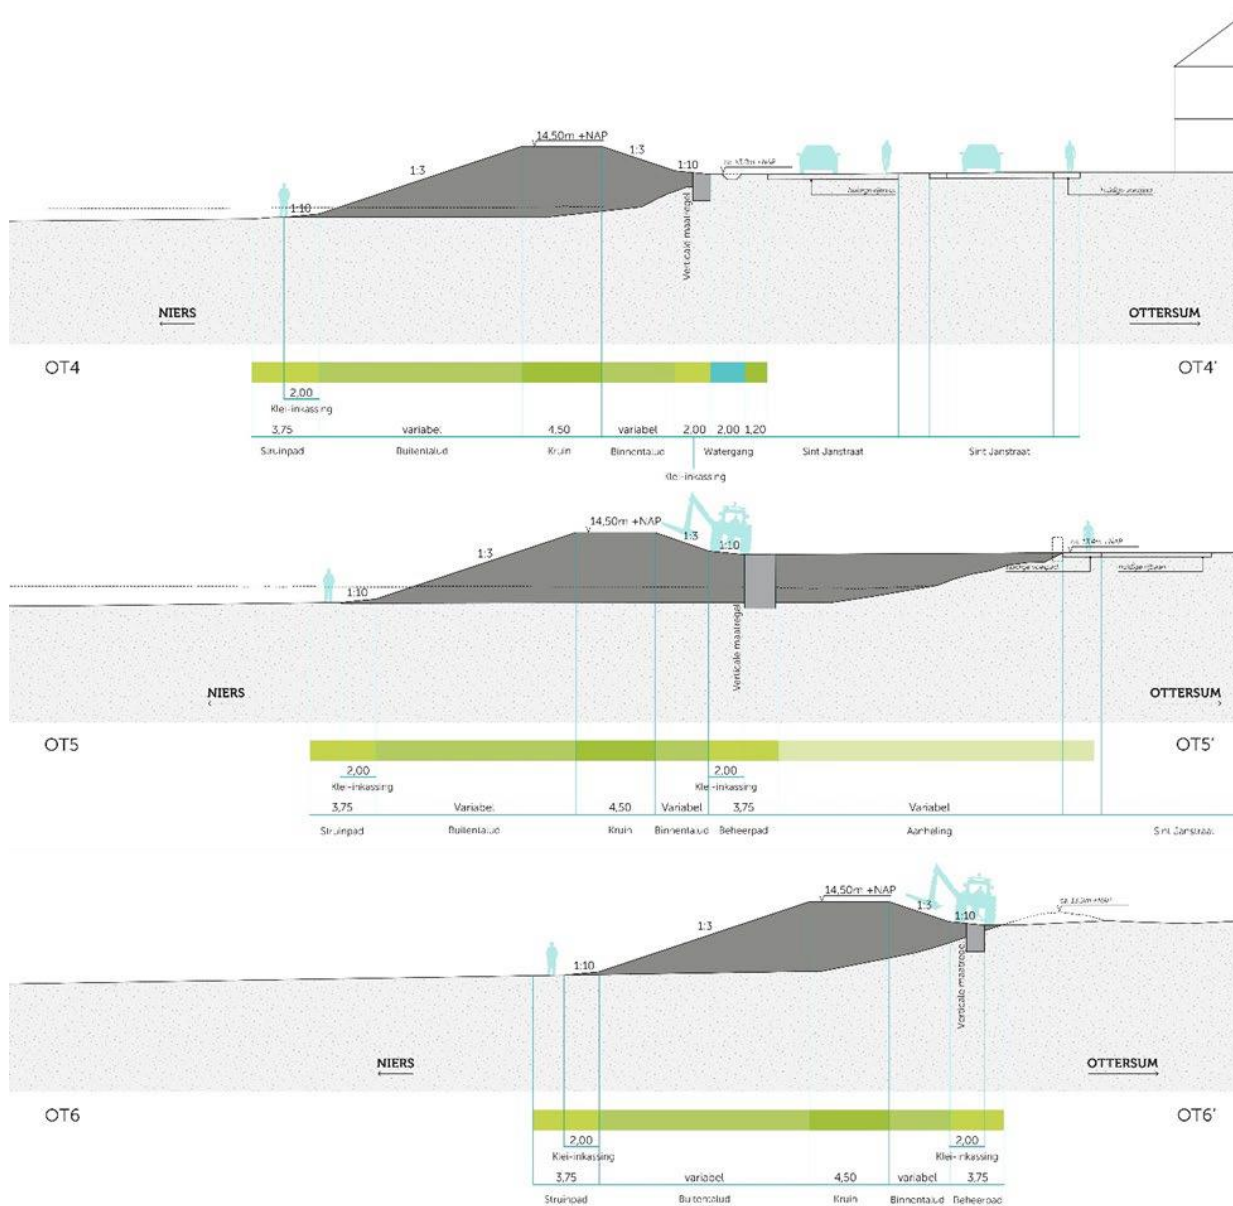 14,50m +NAP
1:3
1:3
1:10
1:10
Verticale maatregel
NIERS
OTTERSUM
OT4
OT4'
2,00
Klei-inkassing
3,75 variabel 4,50 variabel 2,00 2,00 1,20
Struinpad Buitentalud Kruin Binnentalud Watergang Sint Janstraat Sint Janstraat
Klei-inkassing
14,50m +NAP
1:3
1:3
1:10
1:10
Verticale maatregel
NIERS
OTTERSUM
OT5
OT5'
2,00 2,00
Klei-inkassing Klei-inkassing
3,75 Variabel 4,50 Variabel 3,75 Variabel
Struinpad Buitentalud Kruin Binnentalud Beheerpad Aanheling Sint Janstraat
14,50m +NAP
1:3
1:3
1:10
1:10
Verticale maatregel
NIERS
OTTERSUM
OT6
OT6'
2,00 2,00
Klei-inkassing Klei-inkassing
3,75 variabel 4,50 variabel 3,75
Struinpad Buitentalud Kruin Binnentalud Beheerpad